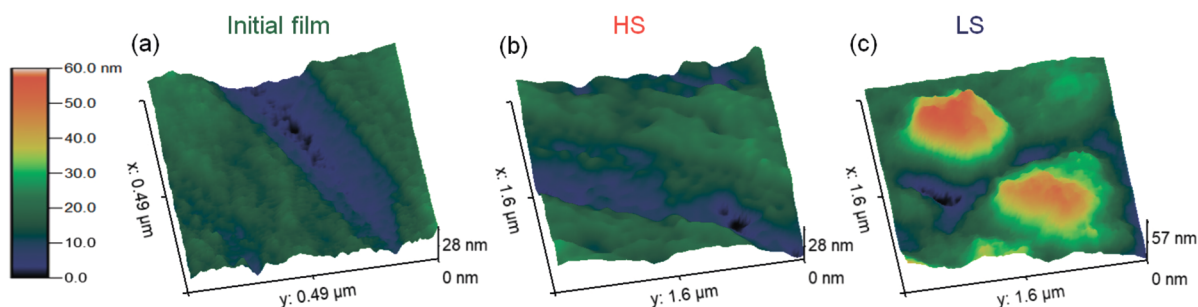 Initial film
HS
LS
(a)
(b)
(c)
60.0 nm
50.0
40.0
30.0
20.0
10.0
0.0
x: 0.49 µm
y: 0.49 µm
28 nm
0 nm
x: 1.6 µm
y: 1.6 µm
28 nm
0 nm
x: 1.6 µm
y: 1.6 µm
57 nm
0 nm